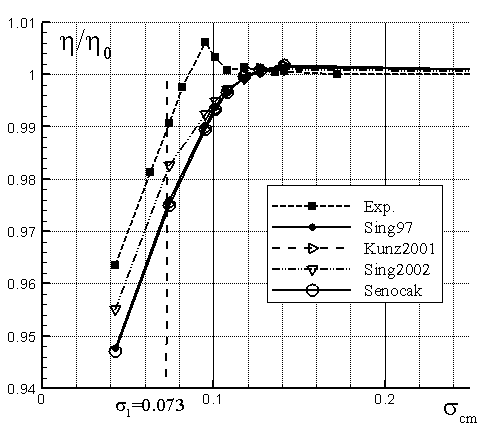 1.01
η/η0
1
0.99
0.98
0.97
0.96
0.95
0.94
Exp.
Sing97
Kunz2001
Sing2002
Senocak
0
0.1
0.2
σ1=0.073
σcm